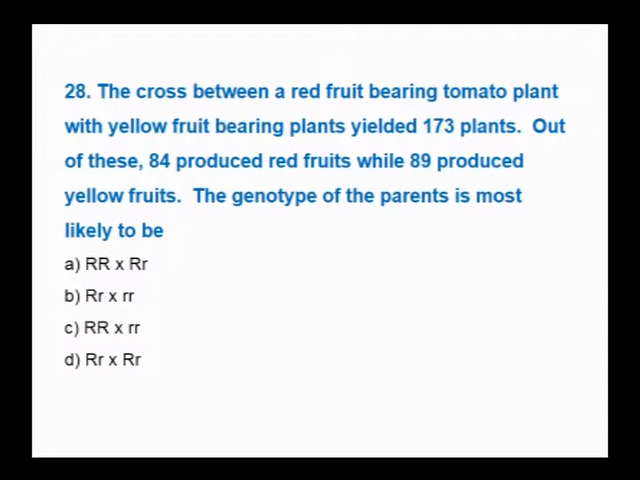 28. The cross between a red fruit bearing tomato plant
with yellow fruit bearing plants yielded 173 plants. Out
of these, 84 produced red fruits while 89 produced
yellow fruits. The genotype of the parents is most
likely to be
a) RR x Rr
b) Rr x rr
c) RR x rr
d) Rr x Rr